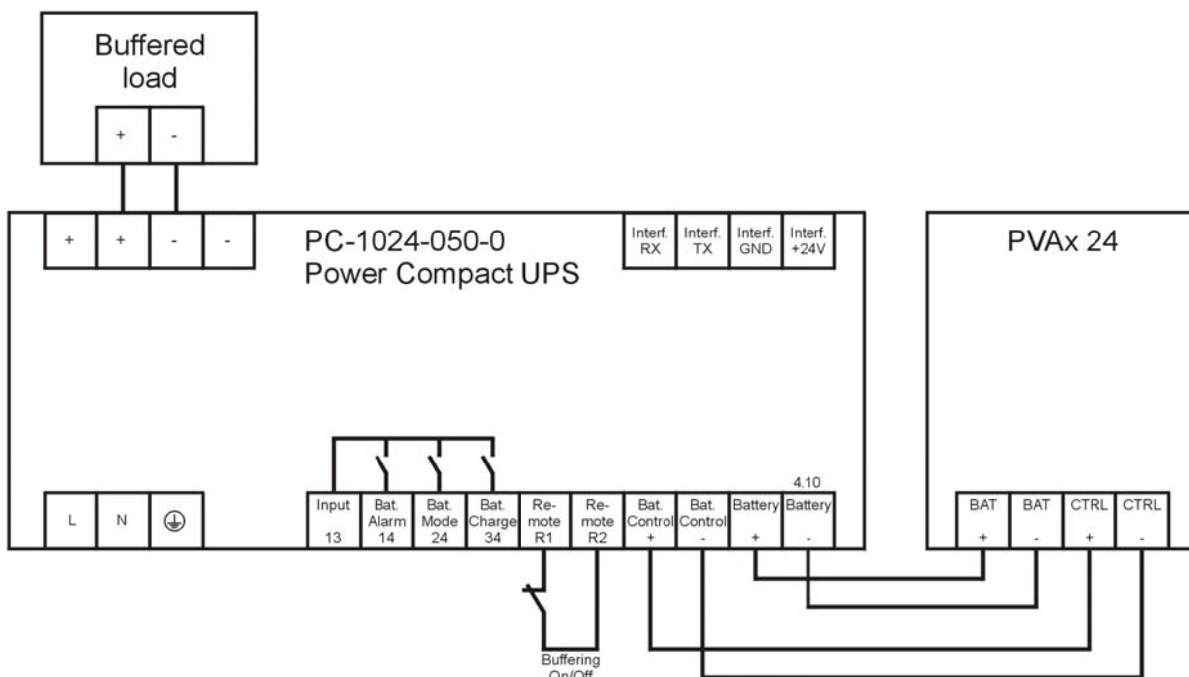 Buffered
load
+ -
+ + - -
PC-1024-050-0
Power Compact UPS
Interf.
RX
Interf.
TX
Interf.
GND
Interf.
+24V
PVAx 24
L N
Input
13
Bat.
Alarm
14
Bat.
Mode
24
Bat.
Charge
34
Re-
mote
R1
Re-
mote
R2
Bat.
Control
+
Bat.
Control
-
Battery
+
4.10
Battery
-
BAT
+
BAT
-
CTRL
+
CTRL
-
Buffering
On/Off